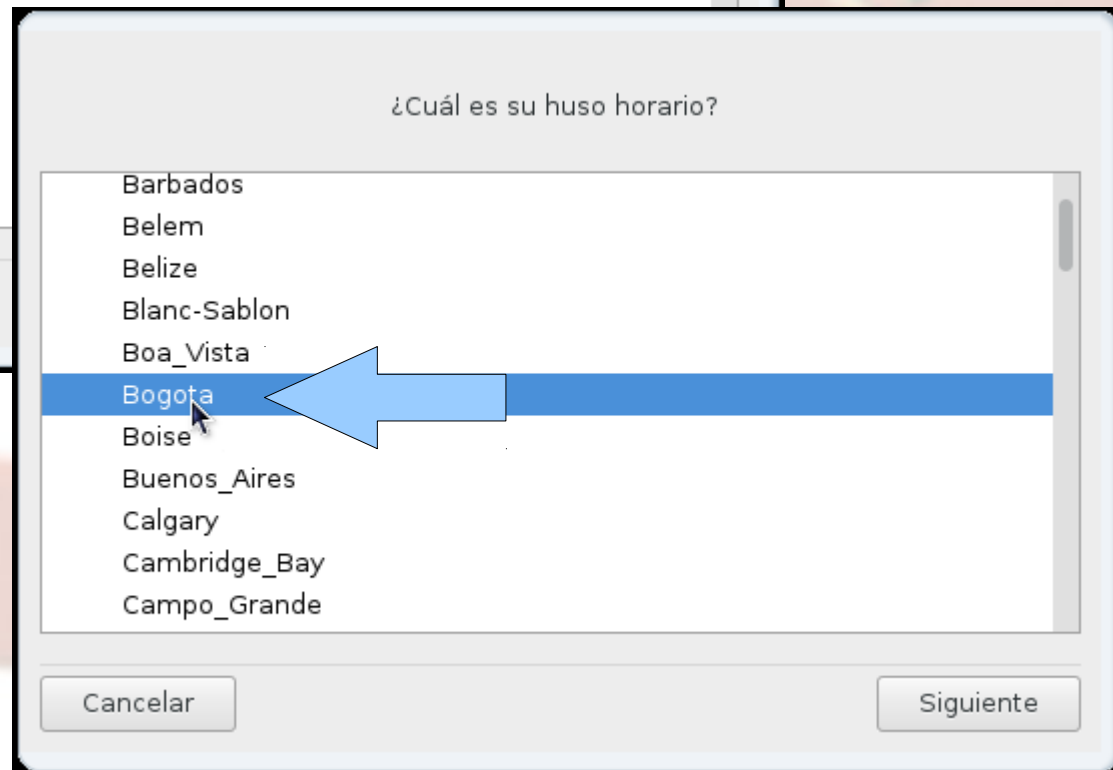 ¿Cuál es su huso horario?
Barbados
Belem
Belize
Blanc-Sablon
Boa_Vista
Bogota
Boise
Buenos_Aires
Calgary
Cambridge_Bay
Campo_Grande
Cancelar
Siguiente